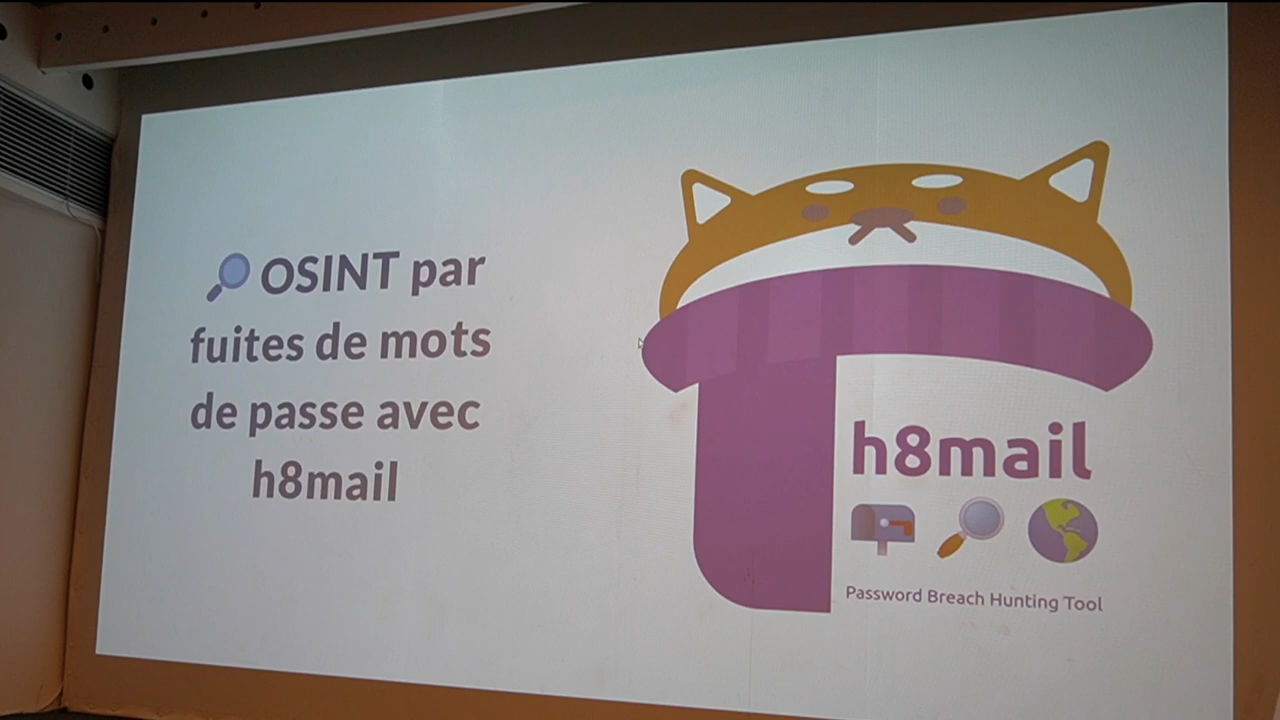 OSINT par
fuites de mots
de passe avec
h8mail
h8mail
Password Breach Hunting Tool